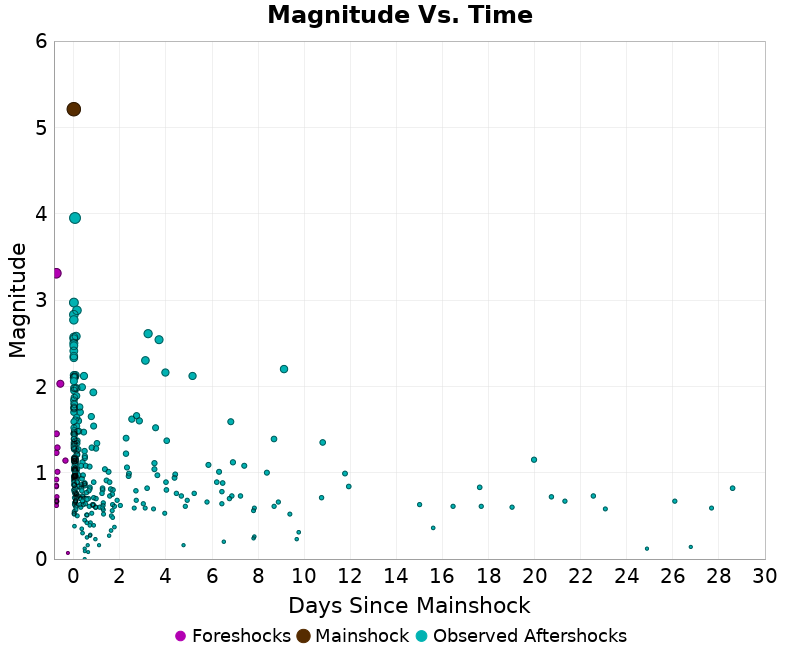 Magnitude Vs. Time
6
5
4
3
2
1
0
Magnitude
0 2 4 6 8 10 12 14 16 18 20 22 24 26 28 30
Days Since Mainshock
Foreshocks Mainshock Observed Aftershocks